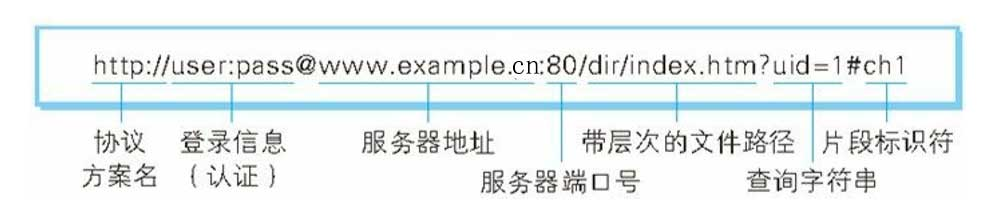 http://user:pass@www.example.cn:80/dir/index.htm?uid=1#ch1
协议 登录信息 服务器地址 带层次的文件路径 片段标识符
方案名 （认证） 服务器端口号 查询字符串